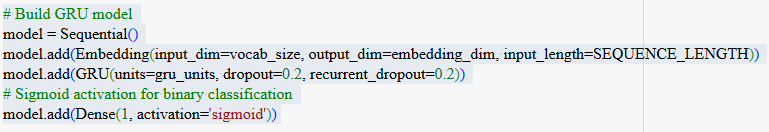 # Build GRU model
model = Sequential()
model.add(Embedding(input_dim=vocab_size, output_dim=embedding_dim, input_length=SEQUENCE_LENGTH))
model.add(GRU(units=gru_units, dropout=0.2, recurrent_dropout=0.2))
# Sigmoid activation for binary classification
model.add(Dense(1, activation='sigmoid'))